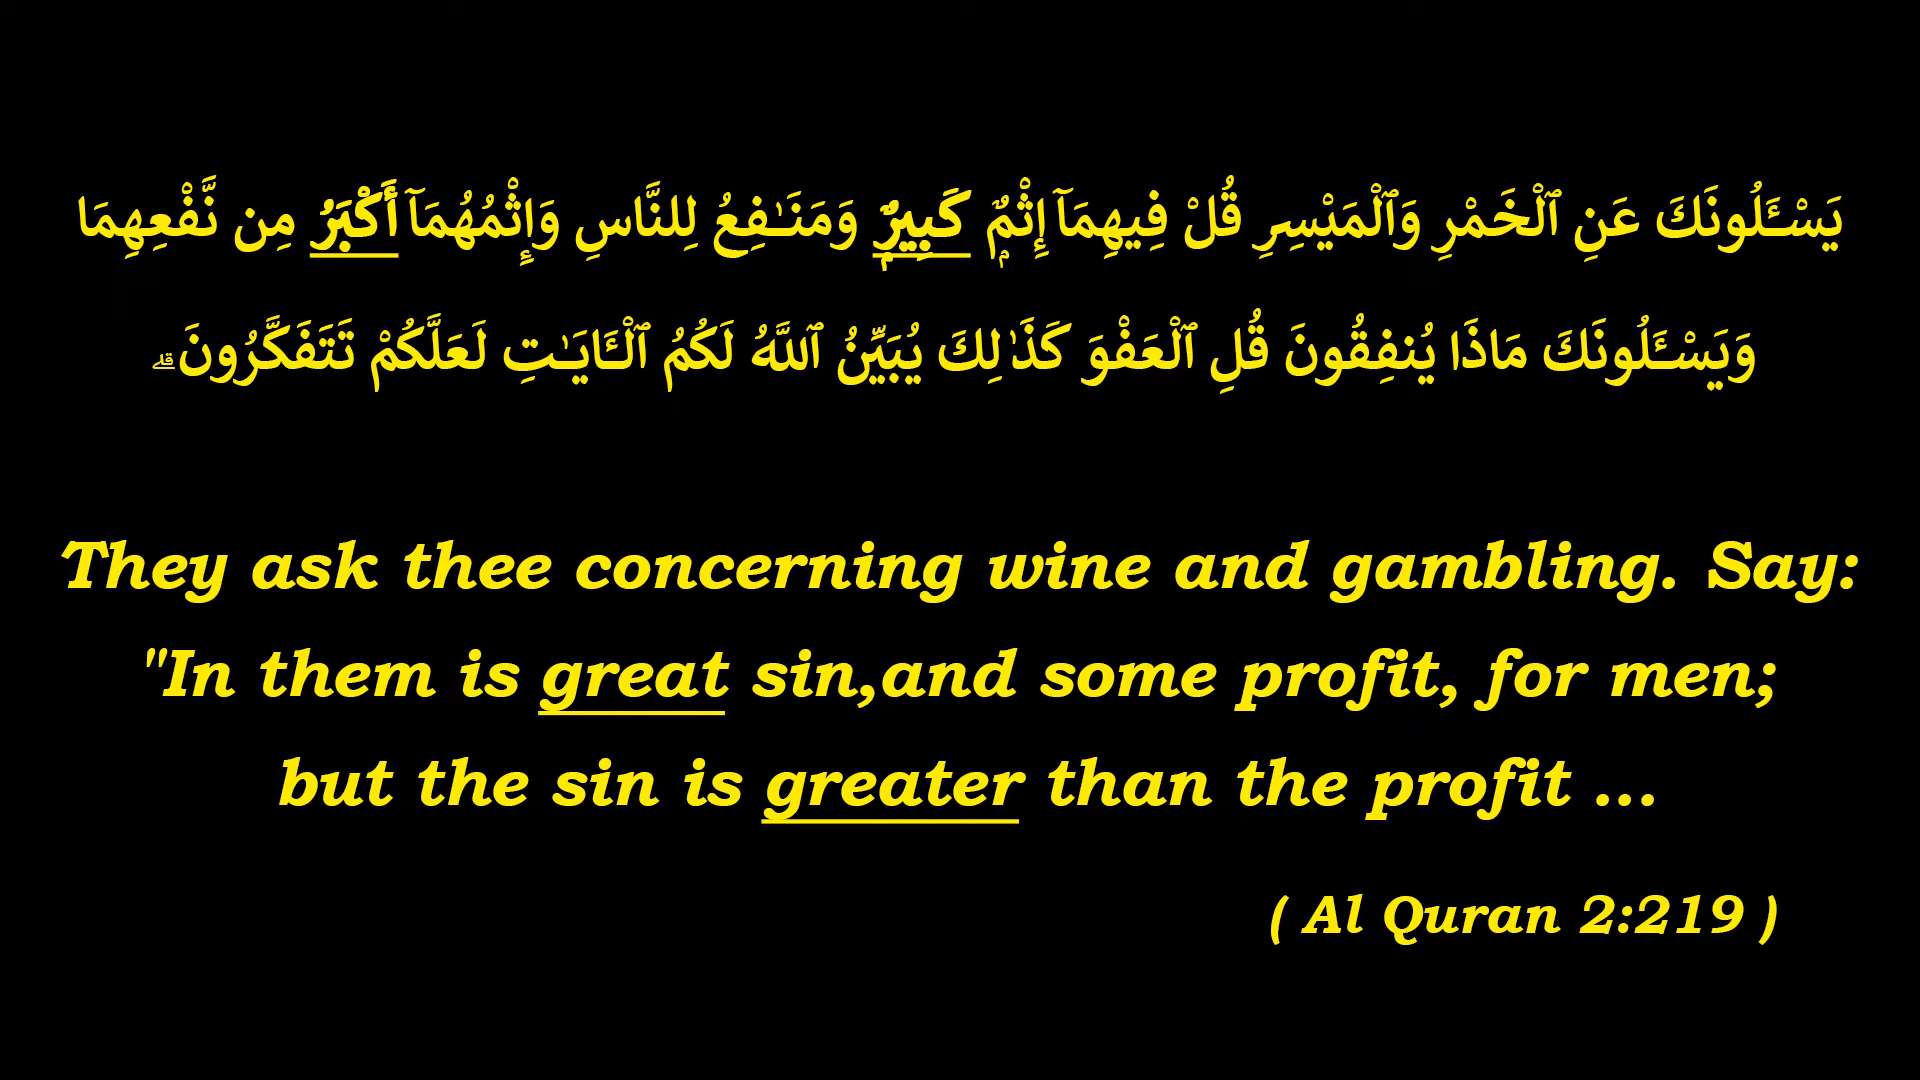 يَسْـَٔلُونَكَ عَنِ ٱلْخَمْرِ وَٱلْمَيْسِرِ قُلْ فِيهِمَآ إِثْمٌۭ كَبِيرٌۭ وَمَنَـٰفِعُ لِلنَّاسِ وَإِثْمُهُمَآ أَكْبَرُ مِن نَّفْعِهِمَا
وَيَسْـَٔلُونَكَ مَاذَا يُنفِقُونَ قُلِ ٱلْعَفْوَ كَذَٰلِكَ يُبَيِّنُ ٱللَّهُ لَكُمُ ٱلْـَٔايَـٰتِ لَعَلَّكُمْ تَتَفَكَّرُونَ ۗ
They ask thee concerning wine and gambling. Say:
"In them is great sin,and some profit, for men;
but the sin is greater than the profit ...
( Al Quran 2:219 )